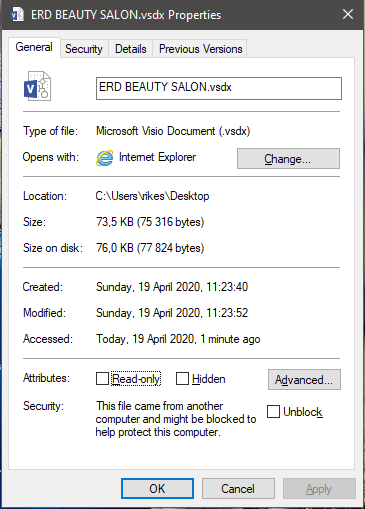 ERD BEAUTY SALON.vsdx Properties
General Security Details Previous Versions
ERD BEAUTY SALON.vsdx
Type of file: Microsoft Visio Document (.vsdx)
Opens with: Internet Explorer Change...
Location: C:\Users\rikes\Desktop
Size: 73,5 KB (75 316 bytes)
Size on disk: 76,0 KB (77 824 bytes)
Created: Sunday, 19 April 2020, 11:23:40
Modified: Sunday, 19 April 2020, 11:23:52
Accessed: Today, 19 April 2020, 1 minute ago
Attributes: Read-only Hidden Advanced...
Security: This file came from another
computer and might be blocked to
help protect this computer.
Unblock
OK Cancel Apply